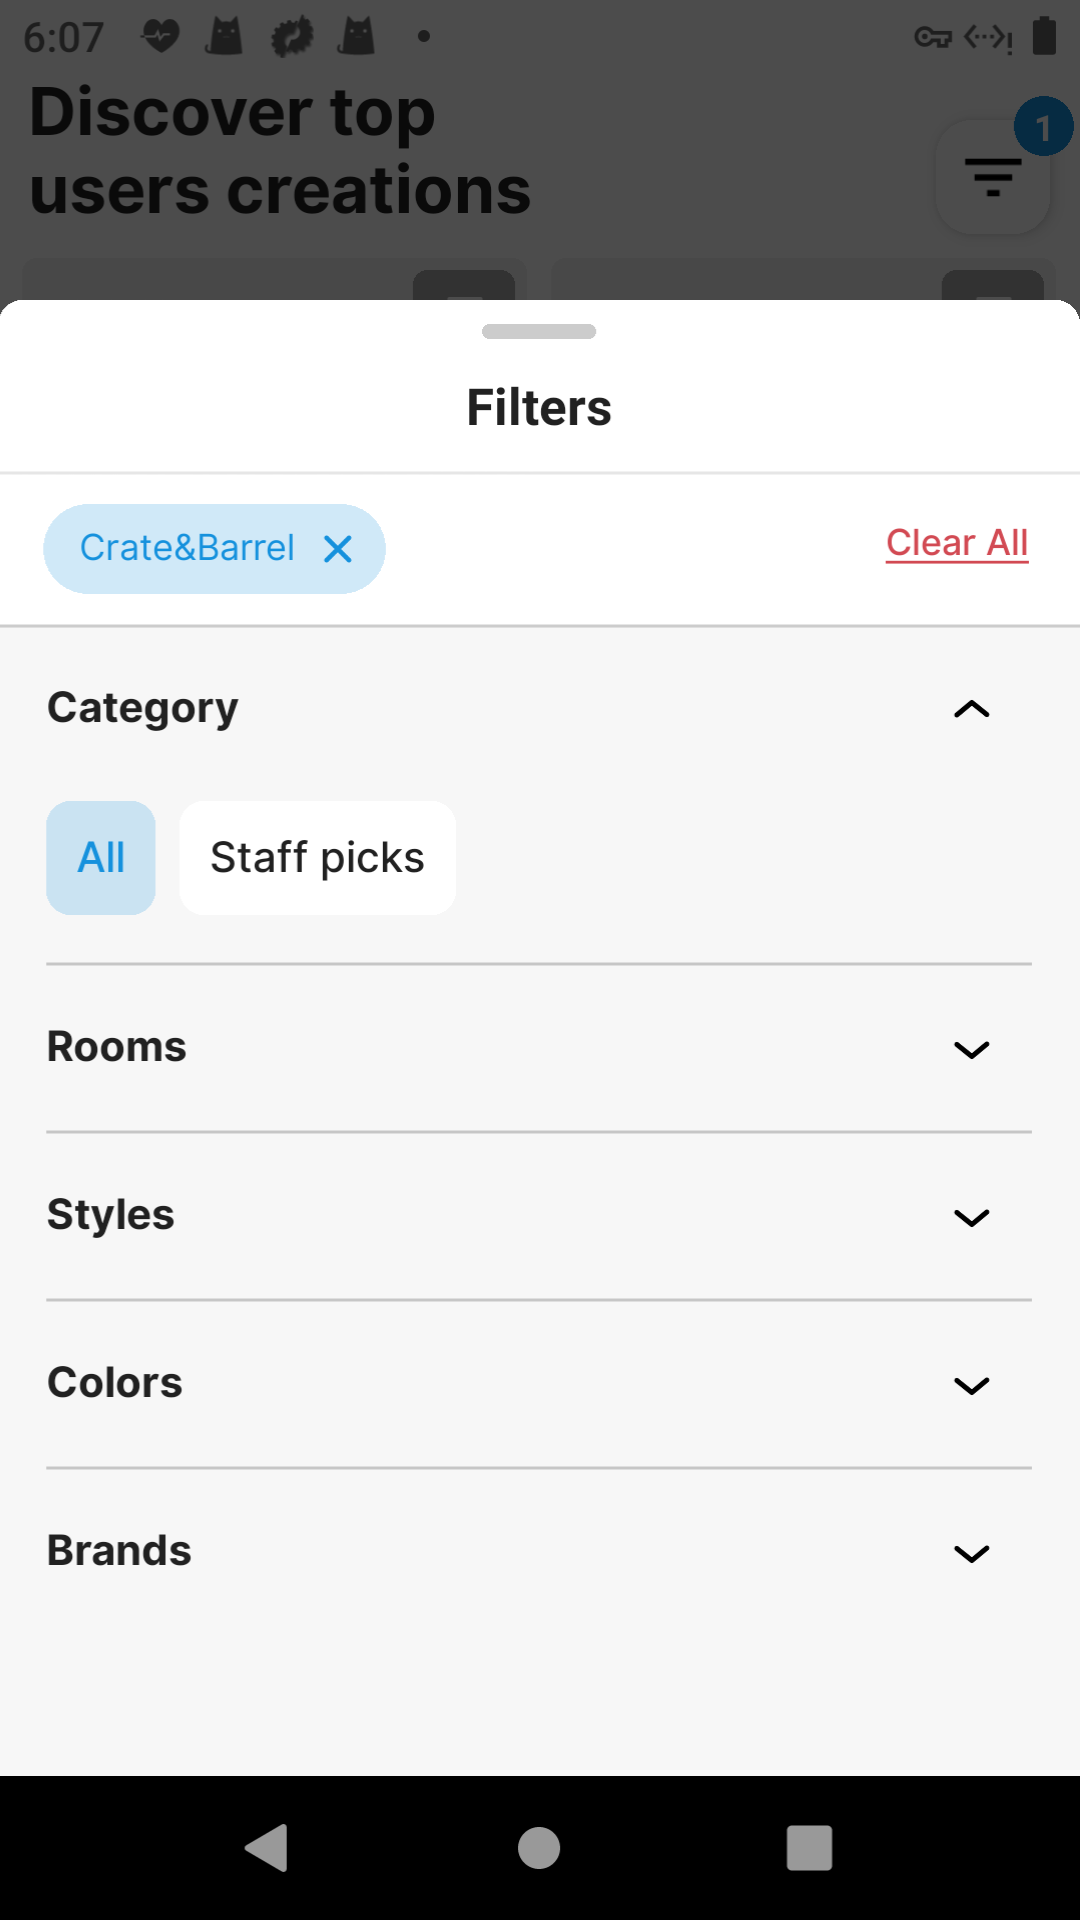 6:07
Discover top
users creations
1
Filters
Crate&Barrel
Clear All
Category
All
Staff picks
Rooms
Styles
Colors
Brands